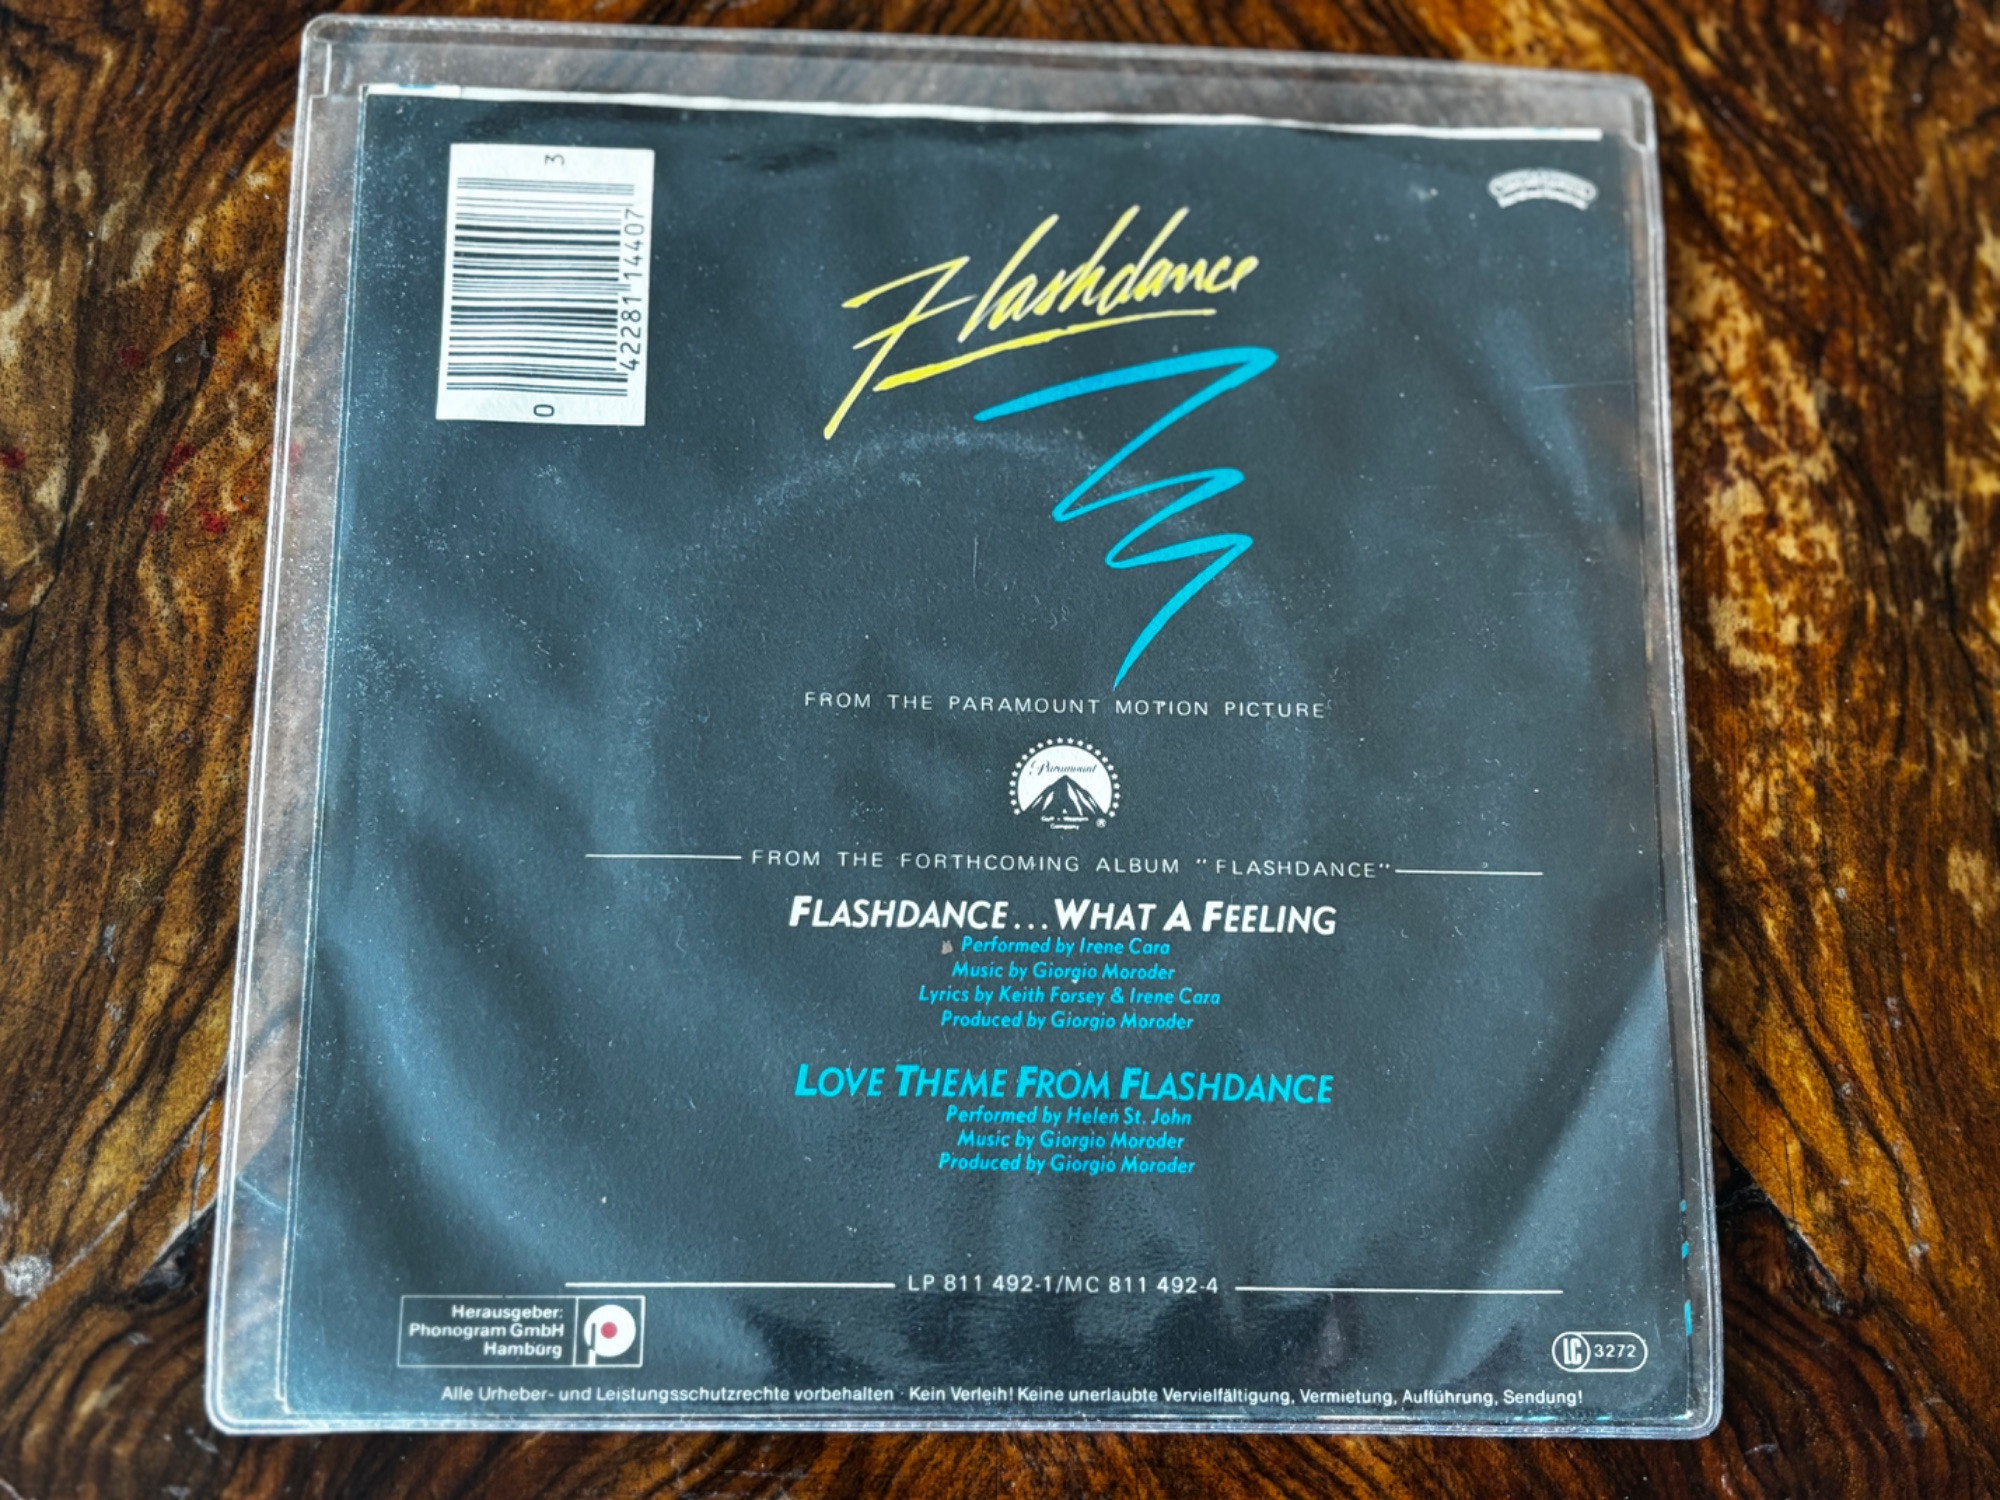 3
42281 14407
0
Flashdance
FROM THE PARAMOUNT MOTION PICTURE
Paramount
Gulf + Western
Company
®
FROM THE FORTHCOMING ALBUM "FLASHDANCE"
FLASHDANCE...WHAT A FEELING
Performed by Irene Cara
Music by Giorgio Moroder
Lyrics by Keith Forsey & Irene Cara
Produced by Giorgio Moroder
LOVE THEME FROM FLASHDANCE
Performed by Helen St. John
Music by Giorgio Moroder
Produced by Giorgio Moroder
LP 811 492-1/MC 811 492-4
Herausgeber:
Phonogram GmbH
Hamburg
LC 3272
Alle Urheber- und Leistungsschutzrechte vorbehalten · Kein Verleih! Keine unerlaubte Vervielfältigung, Vermietung, Aufführung, Sendung!